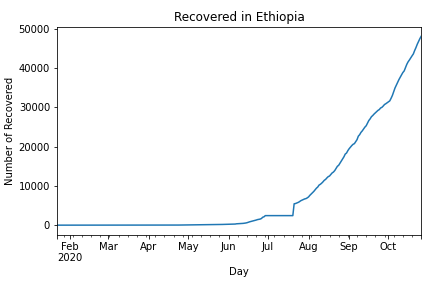 Recovered in Ethiopia
Number of Recovered
50000
40000
30000
20000
10000
0
Feb Mar Apr May Jun Jul Aug Sep Oct
2020
Day